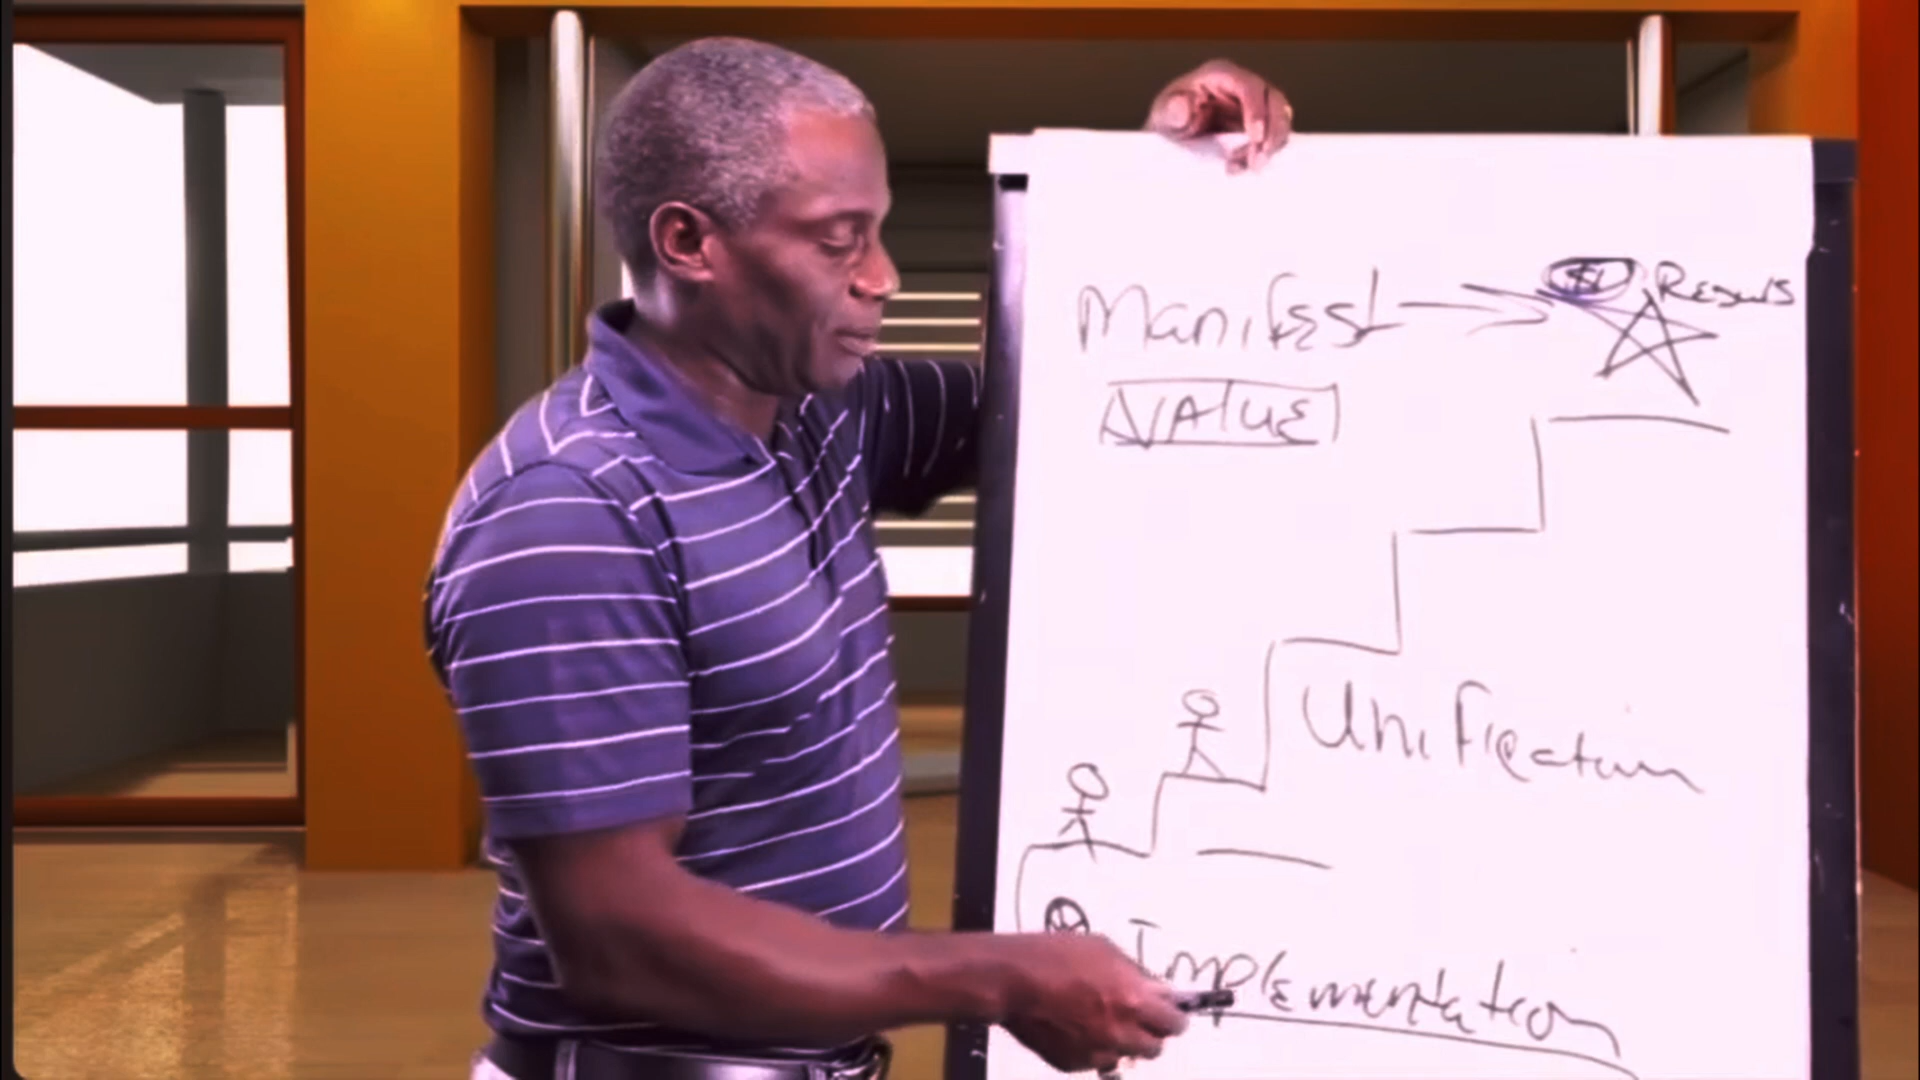 Manifest
Results
VALUE
Unification
Implementation